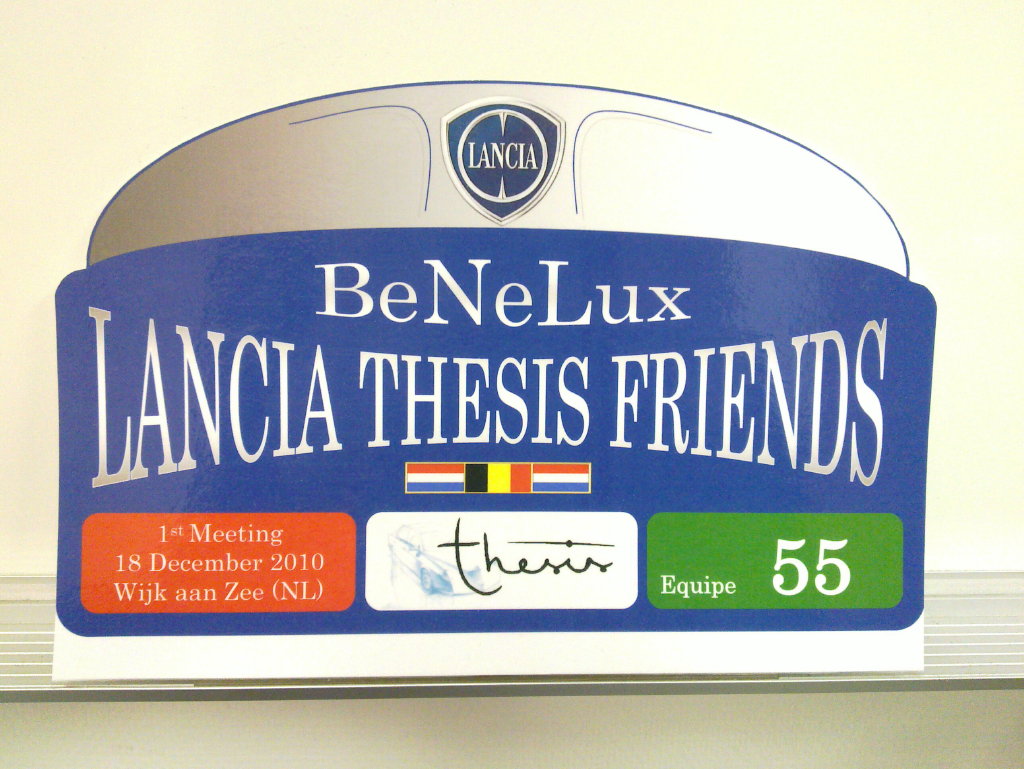 LANCIA
BeNeLux
LANCIA THESIS FRIENDS
1st Meeting
18 December 2010
Wijk aan Zee (NL)
thesis
Equipe 55